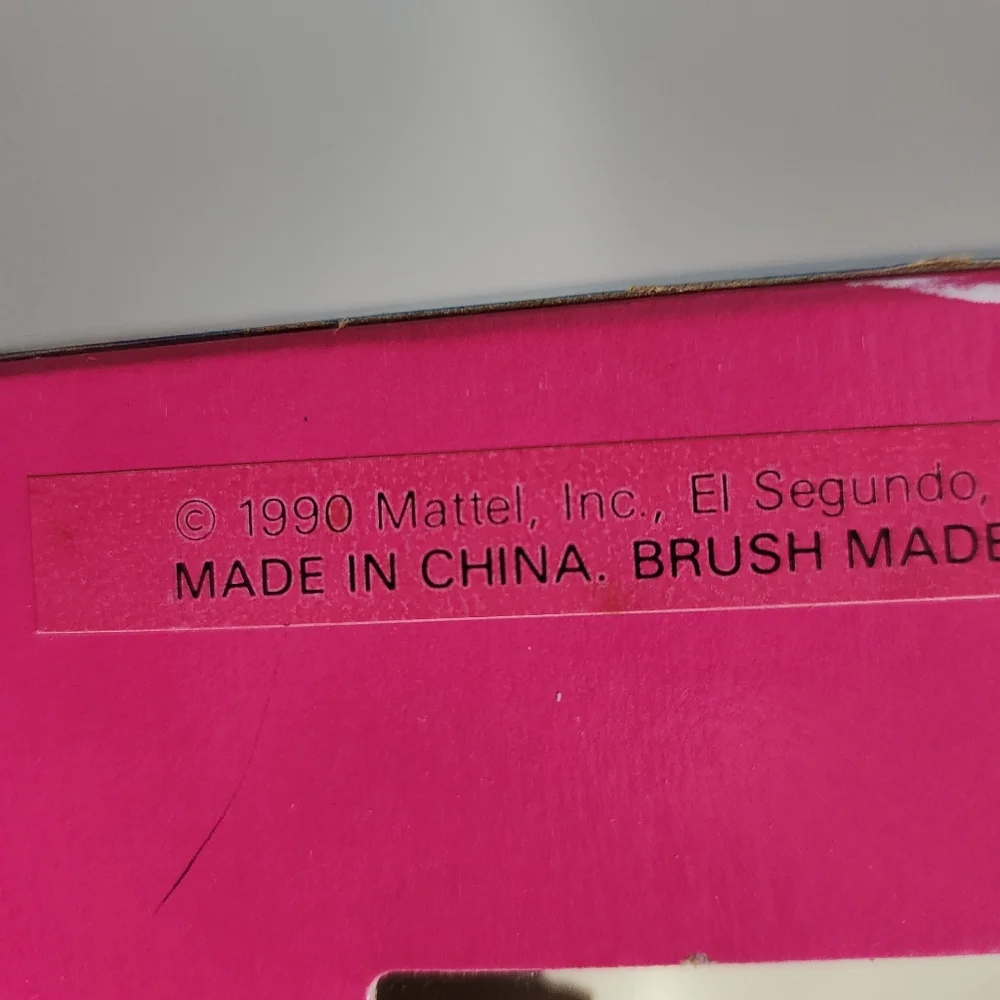 © 1990 Mattel, Inc., El Segundo,
MADE IN CHINA. BRUSH MADE